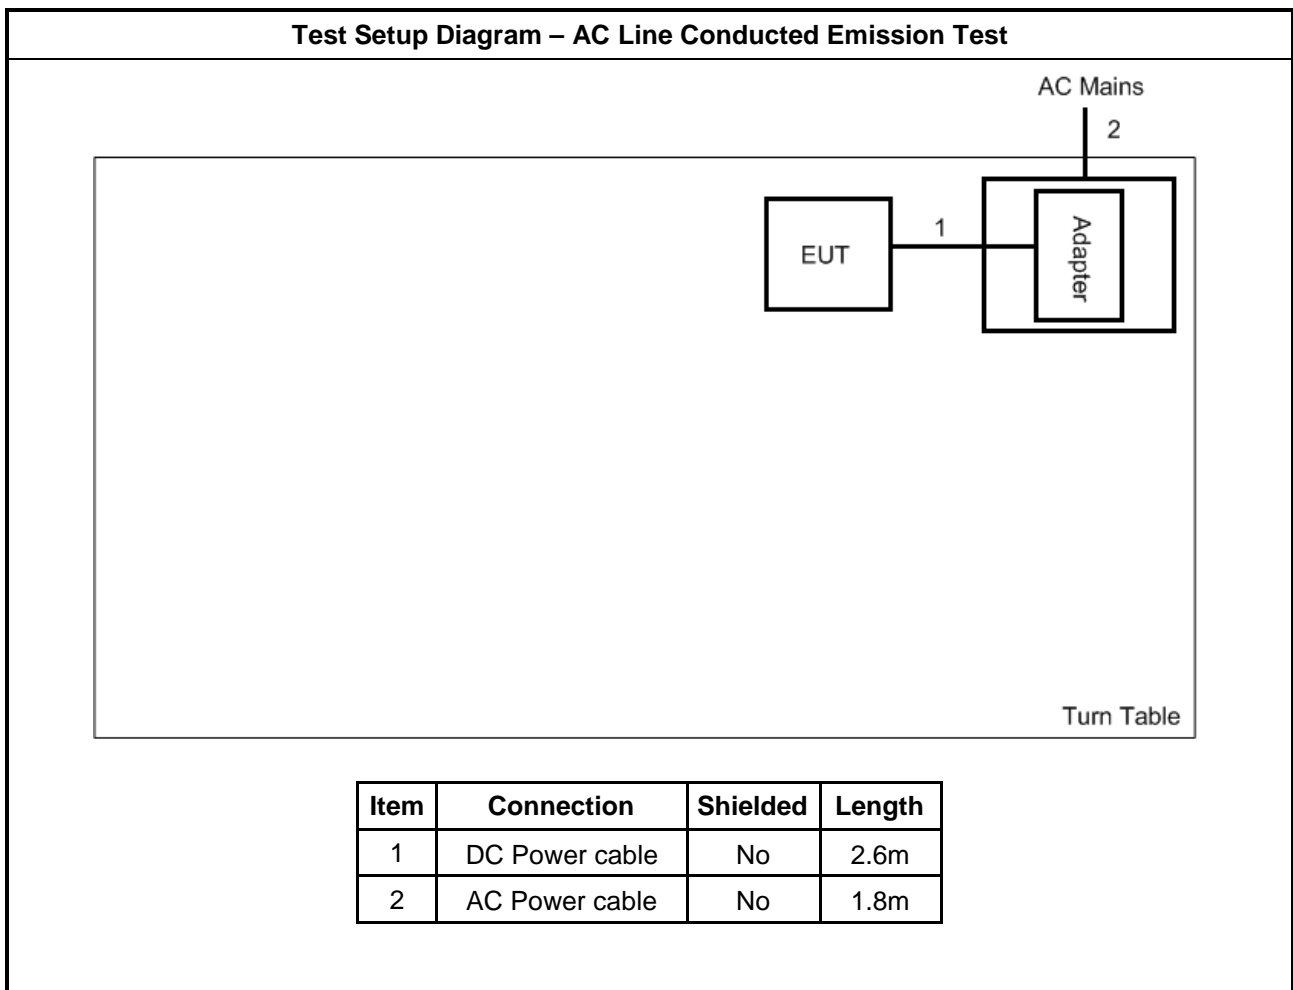 Test Setup Diagram – AC Line Conducted Emission Test
AC Mains
2
1
EUT
Adapter
Turn Table
Item Connection Shielded Length
1 DC Power cable No 2.6m
2 AC Power cable No 1.8m